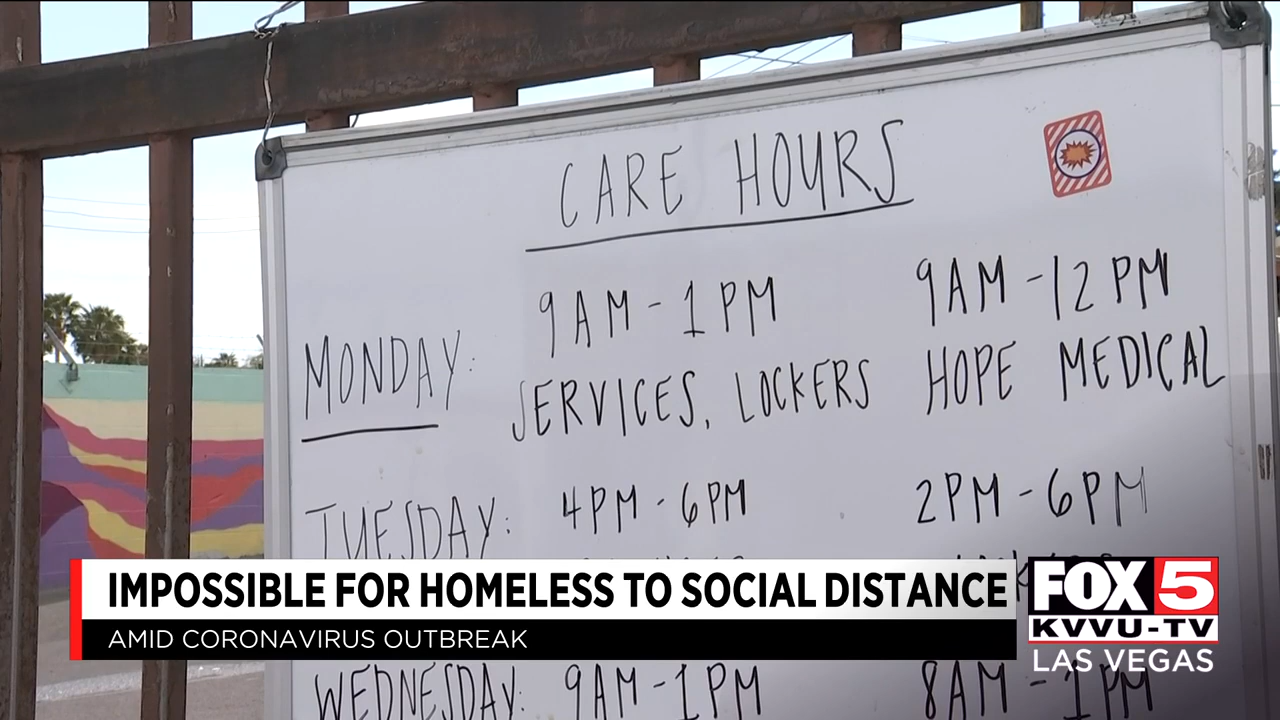 CARE HOURS
9AM - 1PM 9AM - 12PM
MONDAY: SERVICES, LOCKERS HOPE MEDICAL
TUESDAY: 4PM - 6PM 2PM - 6PM
IMPOSSIBLE FOR HOMELESS TO SOCIAL DISTANCE
AMID CORONAVIRUS OUTBREAK
FOX 5
KVVU-TV
LAS VEGAS
WEDNESDAY: 9AM - 1PM 8AM - 1PM